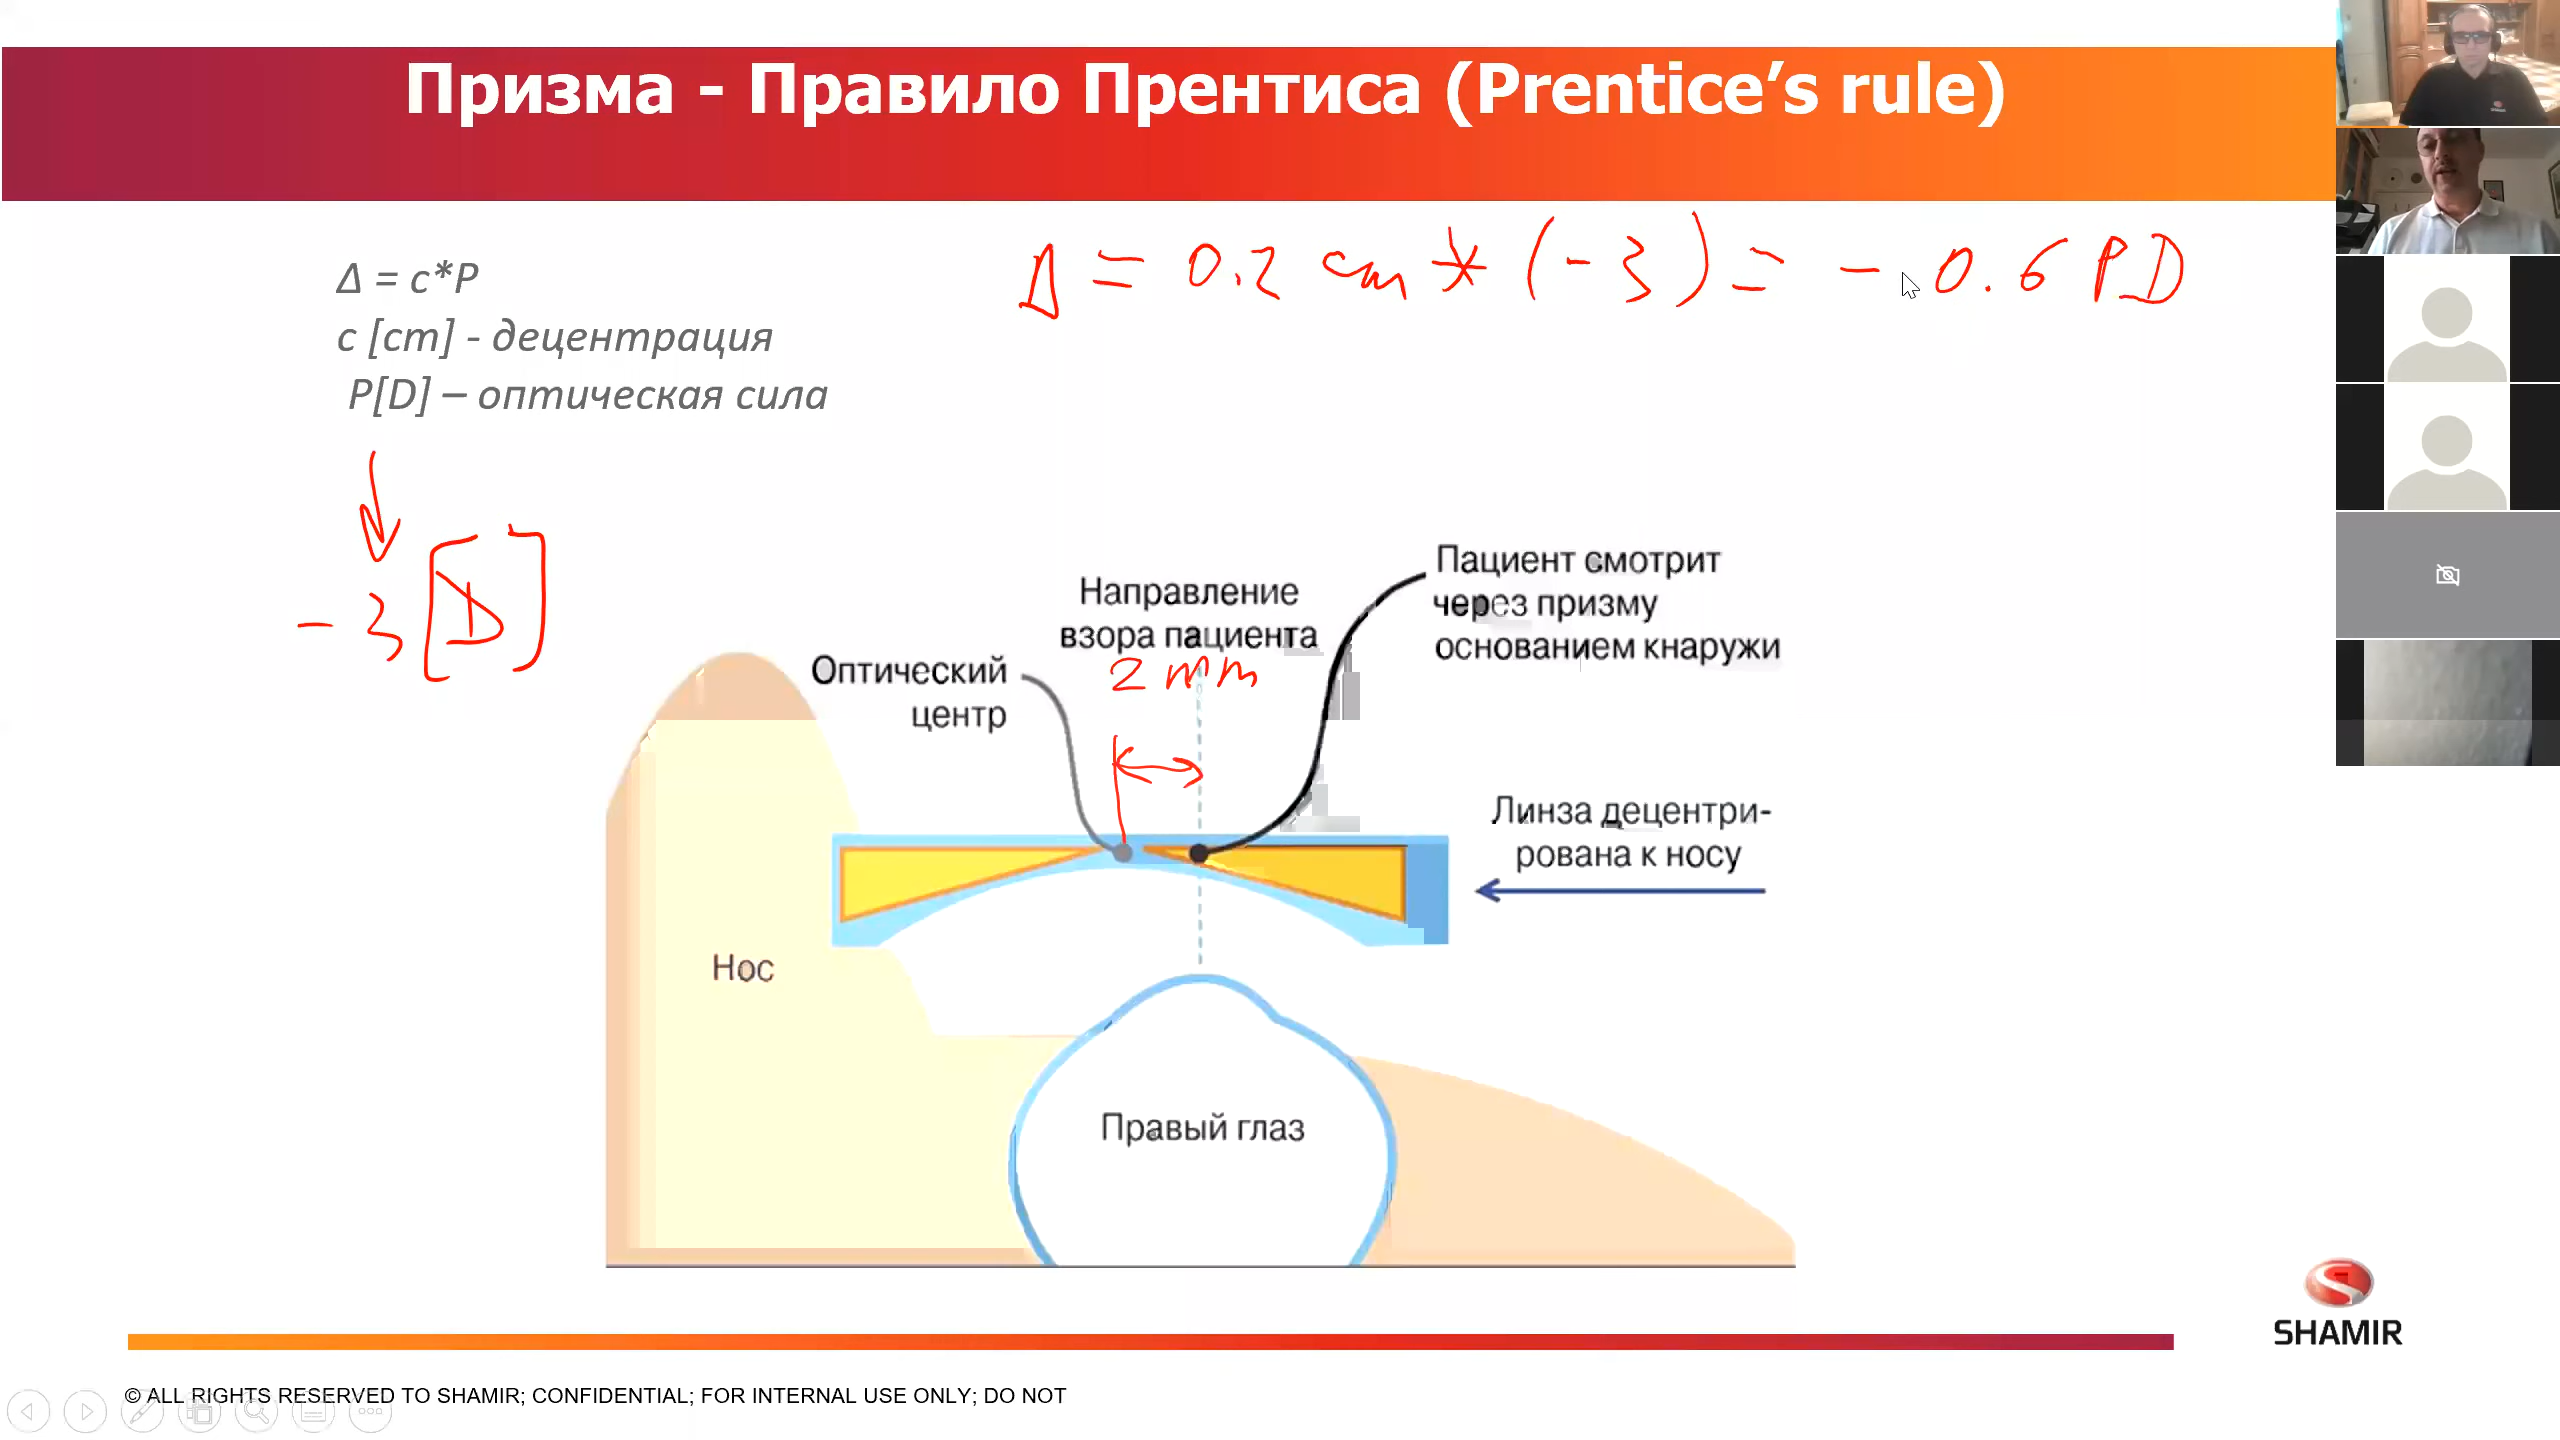 Призма - Правило Прентиса (Prentice’s rule)
Δ = c*P
c [cm] - децентрация
P[D] – оптическая сила
Δ = 0.2 cm * (-3) = - 0.6 PD
-3 [D]
Направление
взора пациента
2 mm
Пациент смотрит
через призму
основанием кнаружи
Оптический
центр
Линза децентри-
рована к носу
Нос
Правый глаз
SHAMIR
© ALL RIGHTS RESERVED TO SHAMIR; CONFIDENTIAL; FOR INTERNAL USE ONLY; DO NOT